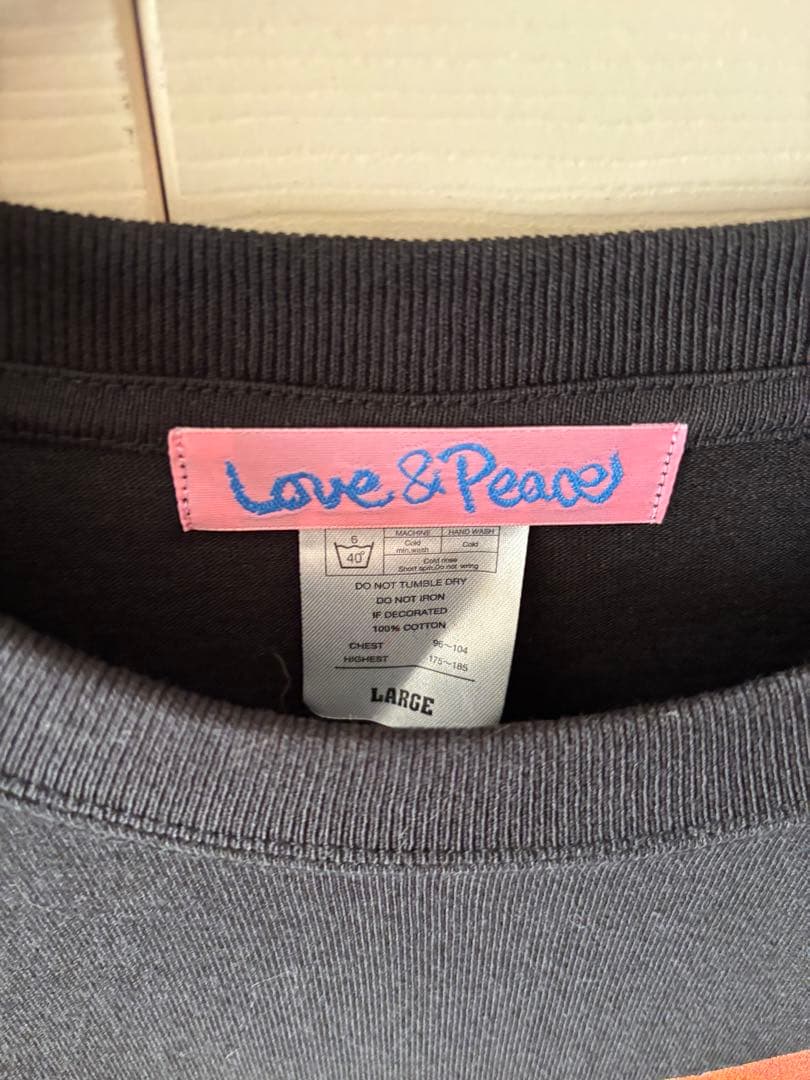 Love & Peace
6
40°
MACHINE HAND WASH
Cold min.wash Cold
Cold rinse
Short spin,Do not wring
DO NOT TUMBLE DRY
DO NOT IRON
IF DECORATED
100% COTTON
CHEST 96~104
HIGHEST 175~185
LARGE